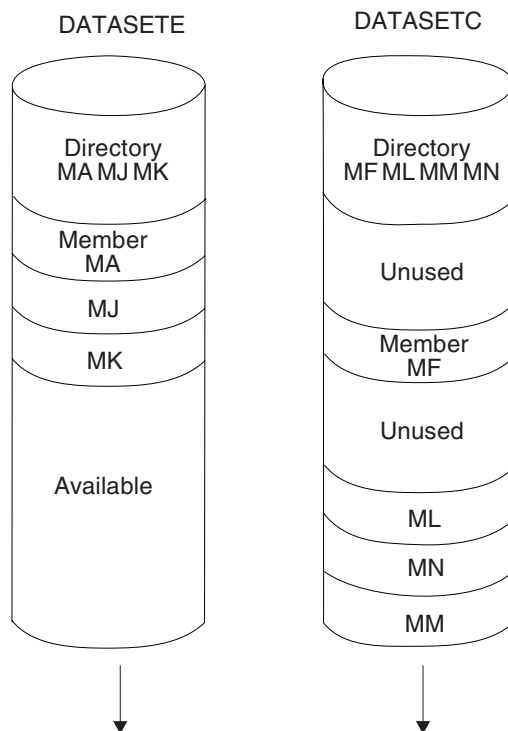 DATASETE
DATASETC
Directory
MA MJ MK
Member
MA
MJ
MK
Available
Directory
MF ML MM MN
Unused
Member
MF
Unused
ML
MN
MM